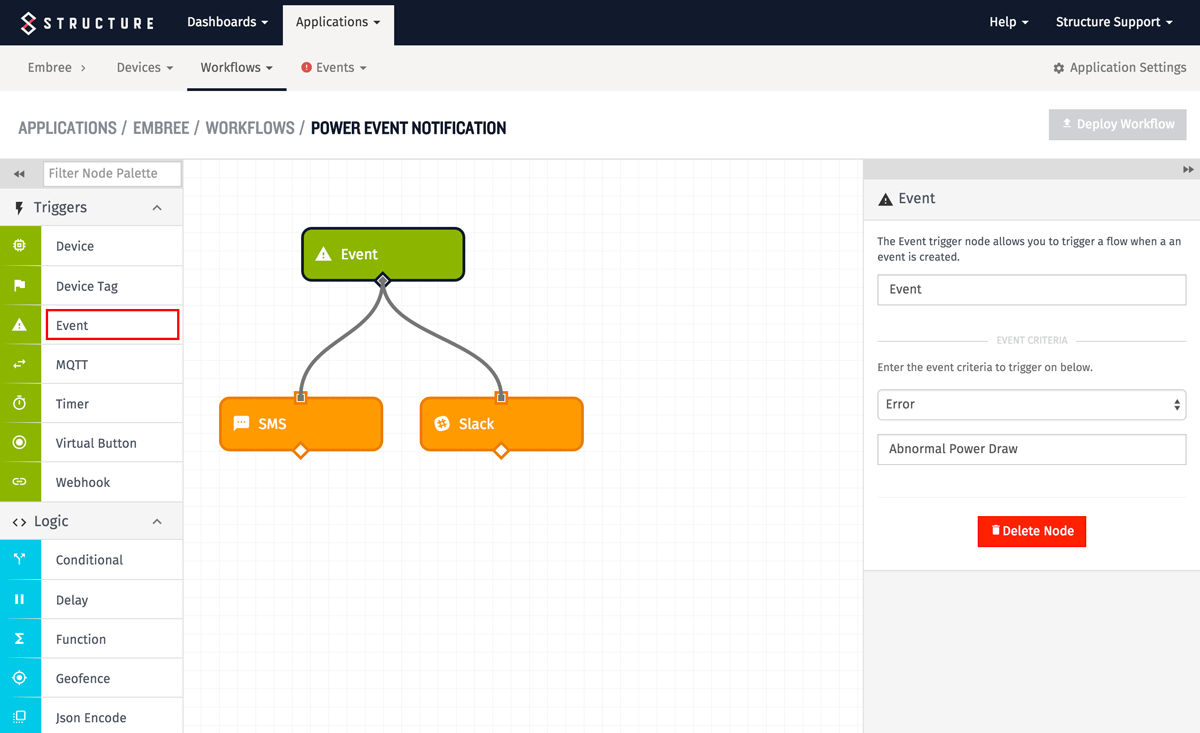 STRUCTURE
Dashboards
Applications
Help
Structure Support
Embree
Devices
Workflows
Events
Application Settings
APPLICATIONS / EMBREE / WORKFLOWS / POWER EVENT NOTIFICATION
Deploy Workflow
Filter Node Palette
Triggers
Device
Device Tag
Event
MQTT
Timer
Virtual Button
Webhook
Logic
Conditional
Delay
Function
Geofence
Json Encode
Event
SMS
Slack
Event
The Event trigger node allows you to trigger a flow when a an
event is created.
Event
EVENT CRITERIA
Enter the event criteria to trigger on below.
Error
Abnormal Power Draw
Delete Node